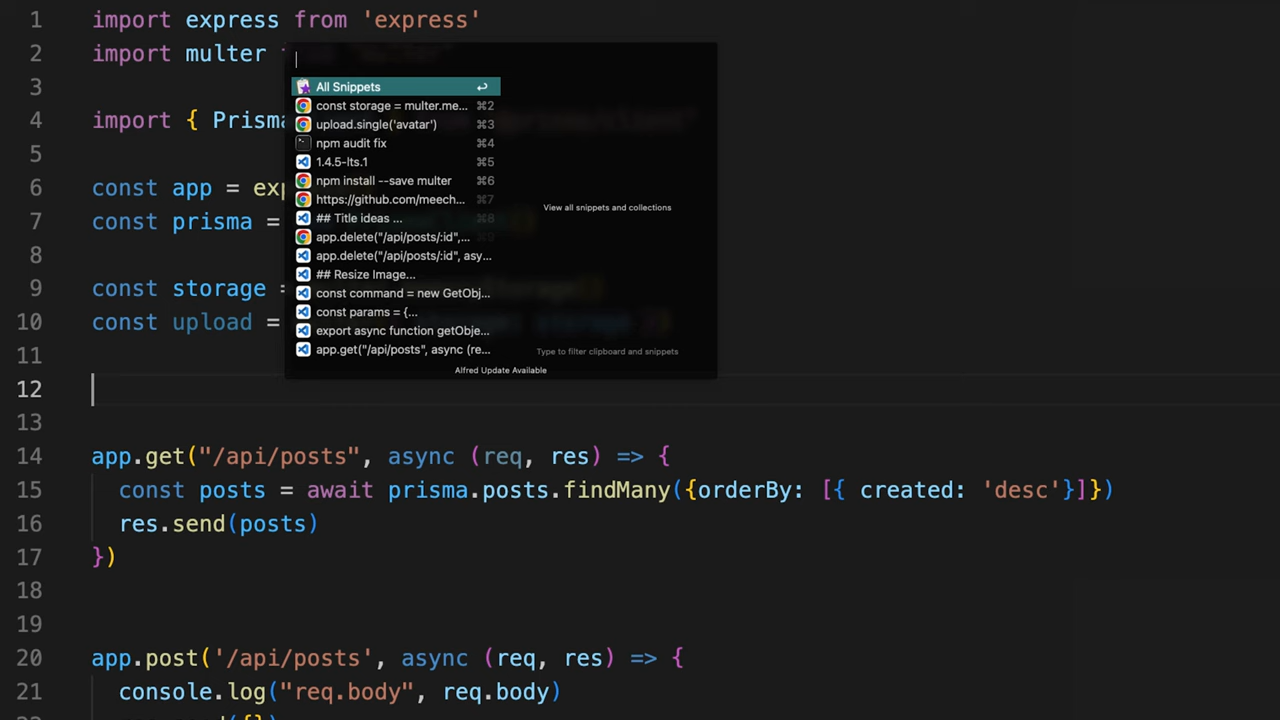 1 import express from 'express'
2 import multer
3
4 import { Prisma
5
6 const app = exp
7 const prisma =
8
9 const storage =
10 const upload =
11
12
13
14 app.get("/api/posts", async (req, res) => {
15 const posts = await prisma.posts.findMany({orderBy: [{ created: 'desc'}]})
16 res.send(posts)
17 })
18
19
20 app.post('/api/posts', async (req, res) => {
21 console.log("req.body", req.body)
All Snippets ↩
const storage = multer.me... ⌘2
upload.single('avatar') ⌘3
npm audit fix ⌘4
1.4.5-lts.1 ⌘5
npm install --save multer ⌘6
https://github.com/meech... ⌘7
## Title ideas ... ⌘8
app.delete("/api/posts/:id",... ⌘9
app.delete("/api/posts/:id", asy...
## Resize Image...
const command = new GetObj...
const params = {...
export async function getObje...
app.get("/api/posts", async (re...
View all snippets and collections
Type to filter clipboard and snippets
Alfred Update Available